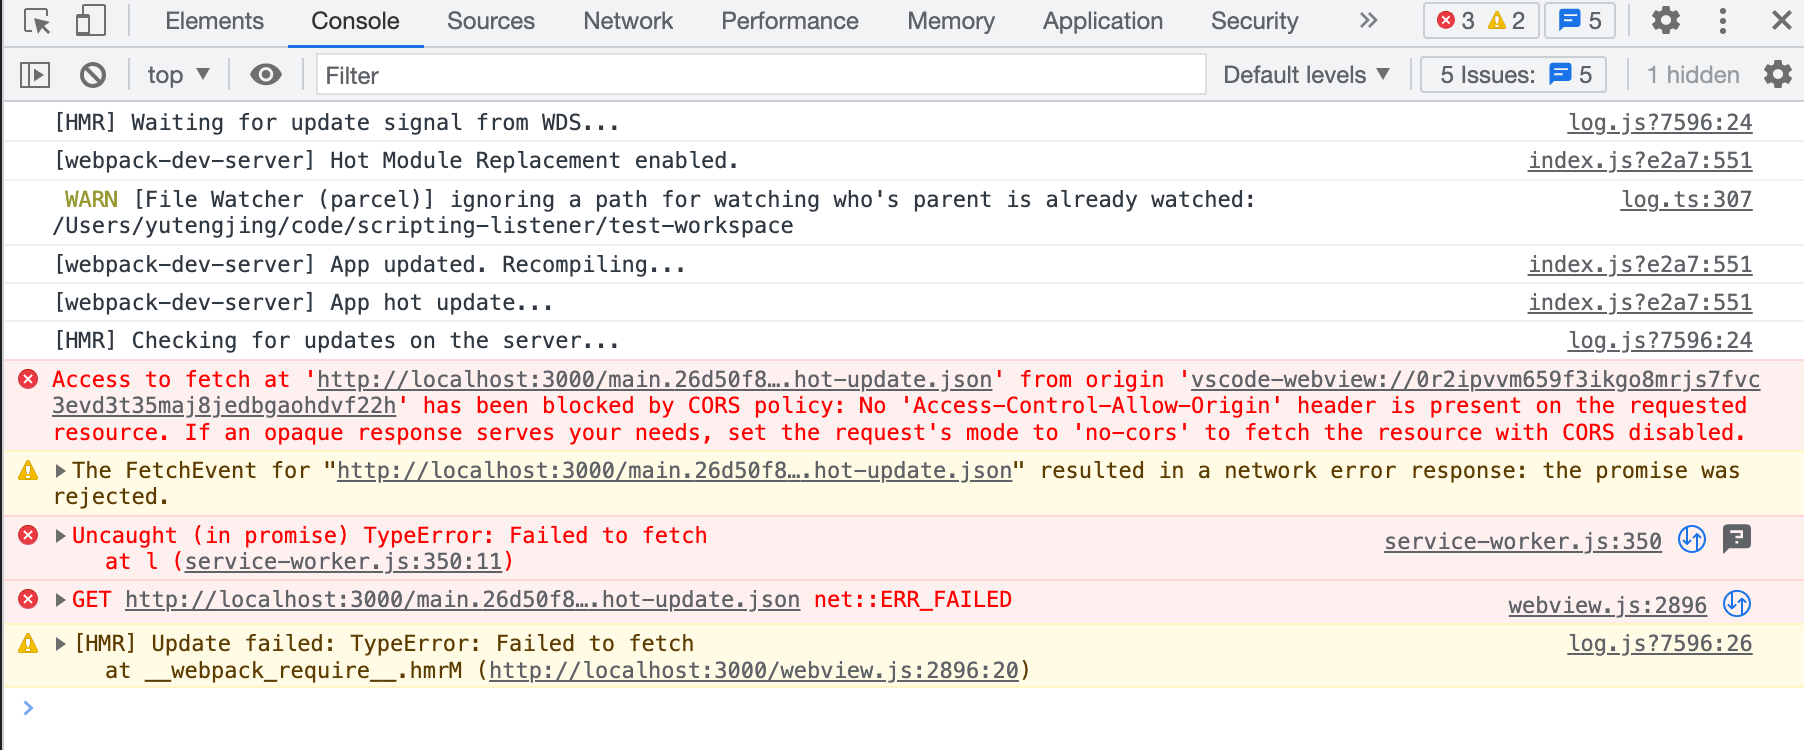 Elements Console Sources Network Performance Memory Application Security » 3 2 5
top ▼ Filter Default levels ▼ 5 Issues: 5 1 hidden
[HMR] Waiting for update signal from WDS... log.js?7596:24
[webpack-dev-server] Hot Module Replacement enabled. index.js?e2a7:551
WARN [File Watcher (parcel)] ignoring a path for watching who's parent is already watched: log.ts:307
/Users/yutengjing/code/scripting-listener/test-workspace
[webpack-dev-server] App updated. Recompiling... index.js?e2a7:551
[webpack-dev-server] App hot update... index.js?e2a7:551
[HMR] Checking for updates on the server... log.js?7596:24
Access to fetch at 'http://localhost:3000/main.26d50f8….hot-update.json' from origin 'vscode-webview://0r2ipvvm659f3ikgo8mrjs7fvc
3evd3t35maj8jedbgaohdvf22h' has been blocked by CORS policy: No 'Access-Control-Allow-Origin' header is present on the requested
resource. If an opaque response serves your needs, set the request's mode to 'no-cors' to fetch the resource with CORS disabled.
The FetchEvent for "http://localhost:3000/main.26d50f8….hot-update.json" resulted in a network error response: the promise was
rejected.
Uncaught (in promise) TypeError: Failed to fetch service-worker.js:350
at l (service-worker.js:350:11)
GET http://localhost:3000/main.26d50f8….hot-update.json net::ERR_FAILED webview.js:2896
[HMR] Update failed: TypeError: Failed to fetch log.js?7596:26
at __webpack_require__.hmrM (http://localhost:3000/webview.js:2896:20)